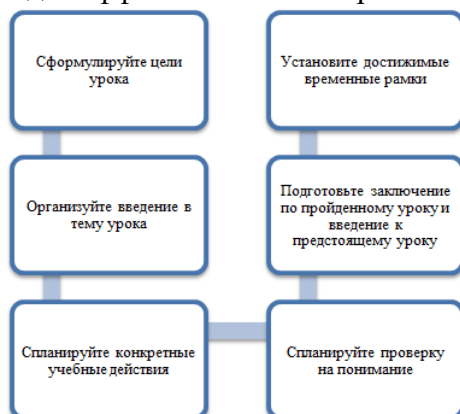 Сформулируйте цели
урока
Организуйте введение в
тему урока
Спланируйте конкретные
учебные действия
Спланируйте проверку
на понимание
Подготовьте заключение
по пройденному уроку и
введение к
предстоящему уроку
Установите достижимые
временные рамки